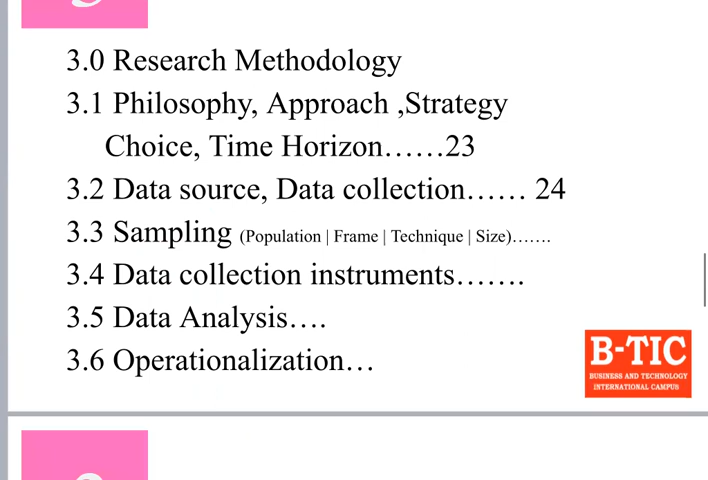 3.0 Research Methodology
3.1 Philosophy, Approach ,Strategy
Choice, Time Horizon……23
3.2 Data source, Data collection…… 24
3.3 Sampling (Population | Frame | Technique | Size)…….
3.4 Data collection instruments…….
3.5 Data Analysis….
3.6 Operationalization…
B-TIC
BUSINESS AND TECHNOLOGY
INTERNATIONAL CAMPUS